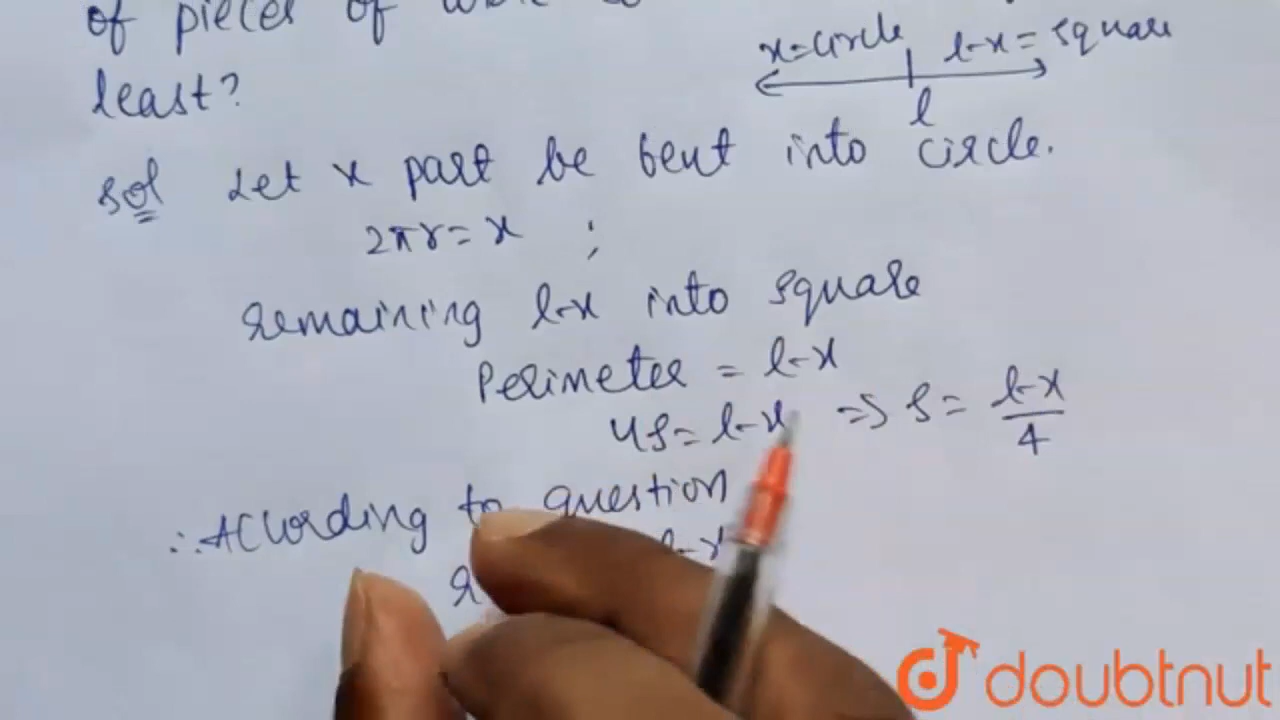 of pieces of
least?
x=circle l-x = square
l
Sol Let x part be bent into circle.
2πr = x ;
remaining l-x into square
Perimeter = l-x
4s = l-x => s = l-x/4
∴ According to question
l-x
doubtnut